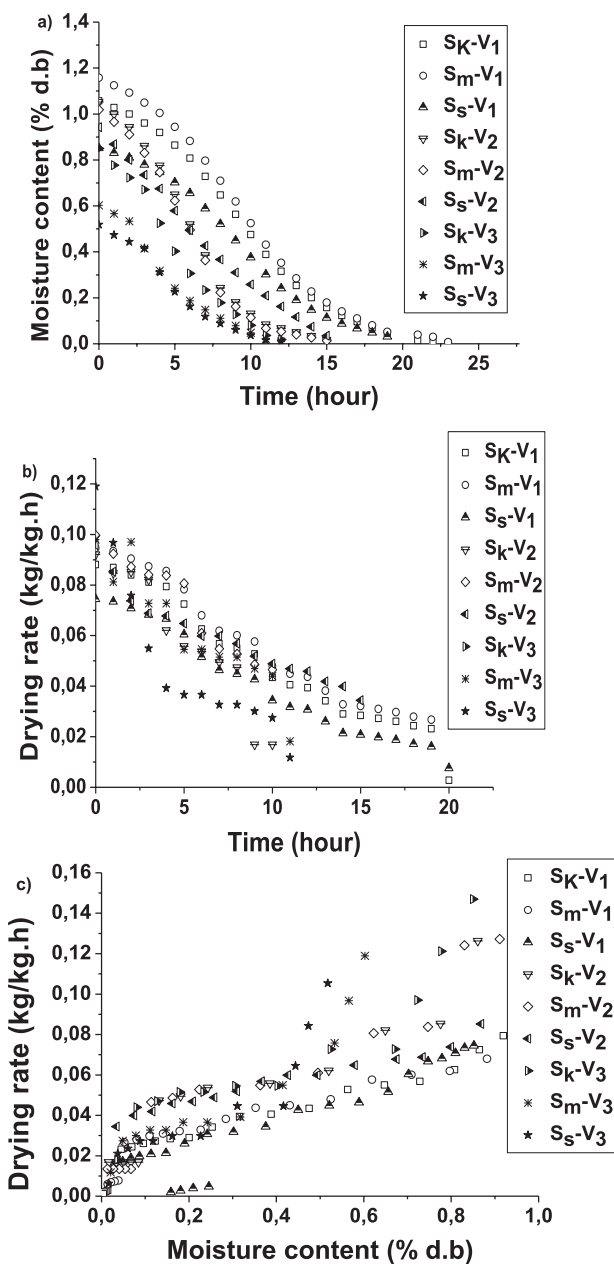 a)
Moisture content (% d.b)
1,4
1,2
1,0
0,8
0,6
0,4
0,2
0,0
0 5 10 15 20 25
Time (hour)
SK-V1
Sm-V1
Ss-V1
Sk-V2
Sm-V2
Ss-V2
Sk-V3
Sm-V3
Ss-V3
b)
Drying rate (kg/kg.h)
0,12
0,10
0,08
0,06
0,04
0,02
0,00
0 5 10 15 20
Time (hour)
SK-V1
Sm-V1
Ss-V1
Sk-V2
Sm-V2
Ss-V2
Sk-V3
Sm-V3
Ss-V3
c)
Drying rate (kg/kg.h)
0,16
0,14
0,12
0,10
0,08
0,06
0,04
0,02
0,00
0,0 0,2 0,4 0,6 0,8 1,0
Moisture content (% d.b)
SK-V1
Sm-V1
Ss-V1
Sk-V2
Sm-V2
Ss-V2
Sk-V3
Sm-V3
Ss-V3